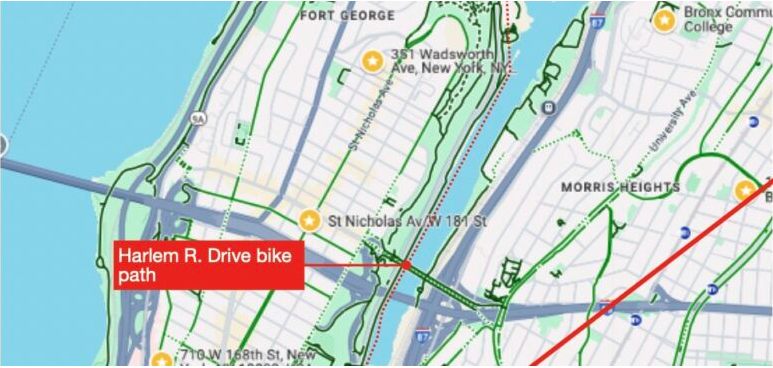 FORT GEORGE
Bronx Commu
College
351 Wadsworth
Ave, New York, NY
87
9A
St Nicholas Ave
University Ave
MORRIS HEIGHTS
B
St Nicholas Av/W 181 St
Harlem R. Drive bike
path
87
710 W 168th St, New